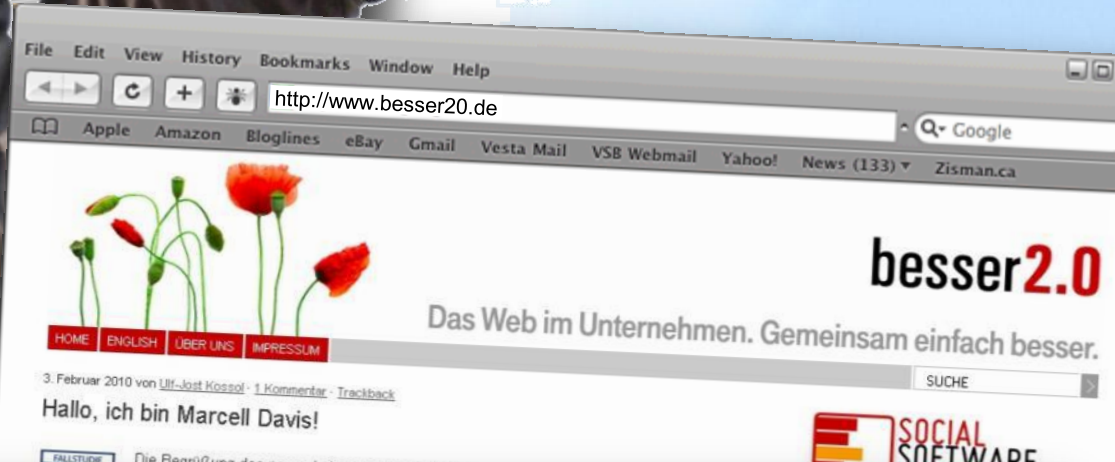 File Edit View History Bookmarks Window Help
http://www.besser20.de
Google
Apple Amazon Bloglines eBay Gmail Vesta Mail VSB Webmail Yahoo! News (133) Zisman.ca
besser2.0
Das Web im Unternehmen. Gemeinsam einfach besser.
HOME ENGLISH ÜBER UNS IMPRESSUM
SUCHE
3. Februar 2010 von Ulf-Jost Kossol · 1 Kommentar · Trackback
Hallo, ich bin Marcell Davis!
SOCIAL
SOFTWARE
FALLSTUDIE
Die Begrüßung